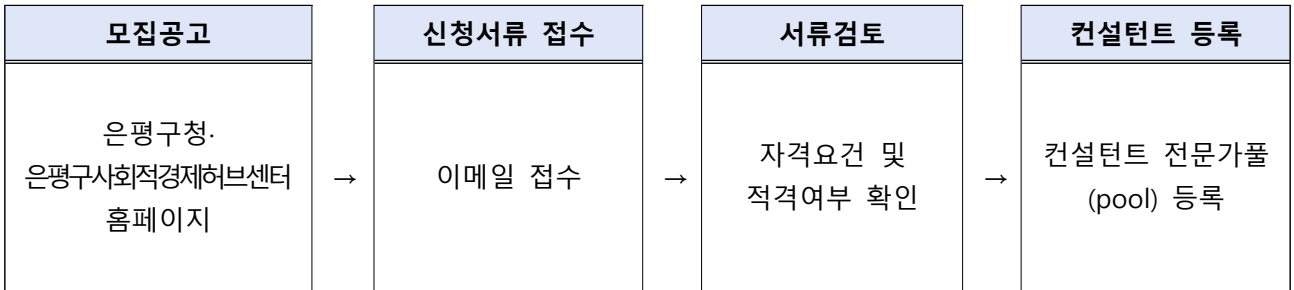 모집공고
은평구청·
은평구사회적경제허브센터
홈페이지
→
신청서류 접수
이메일 접수
→
서류검토
자격요건 및
적격여부 확인
→
컨설턴트 등록
컨설턴트 전문가풀
(pool) 등록